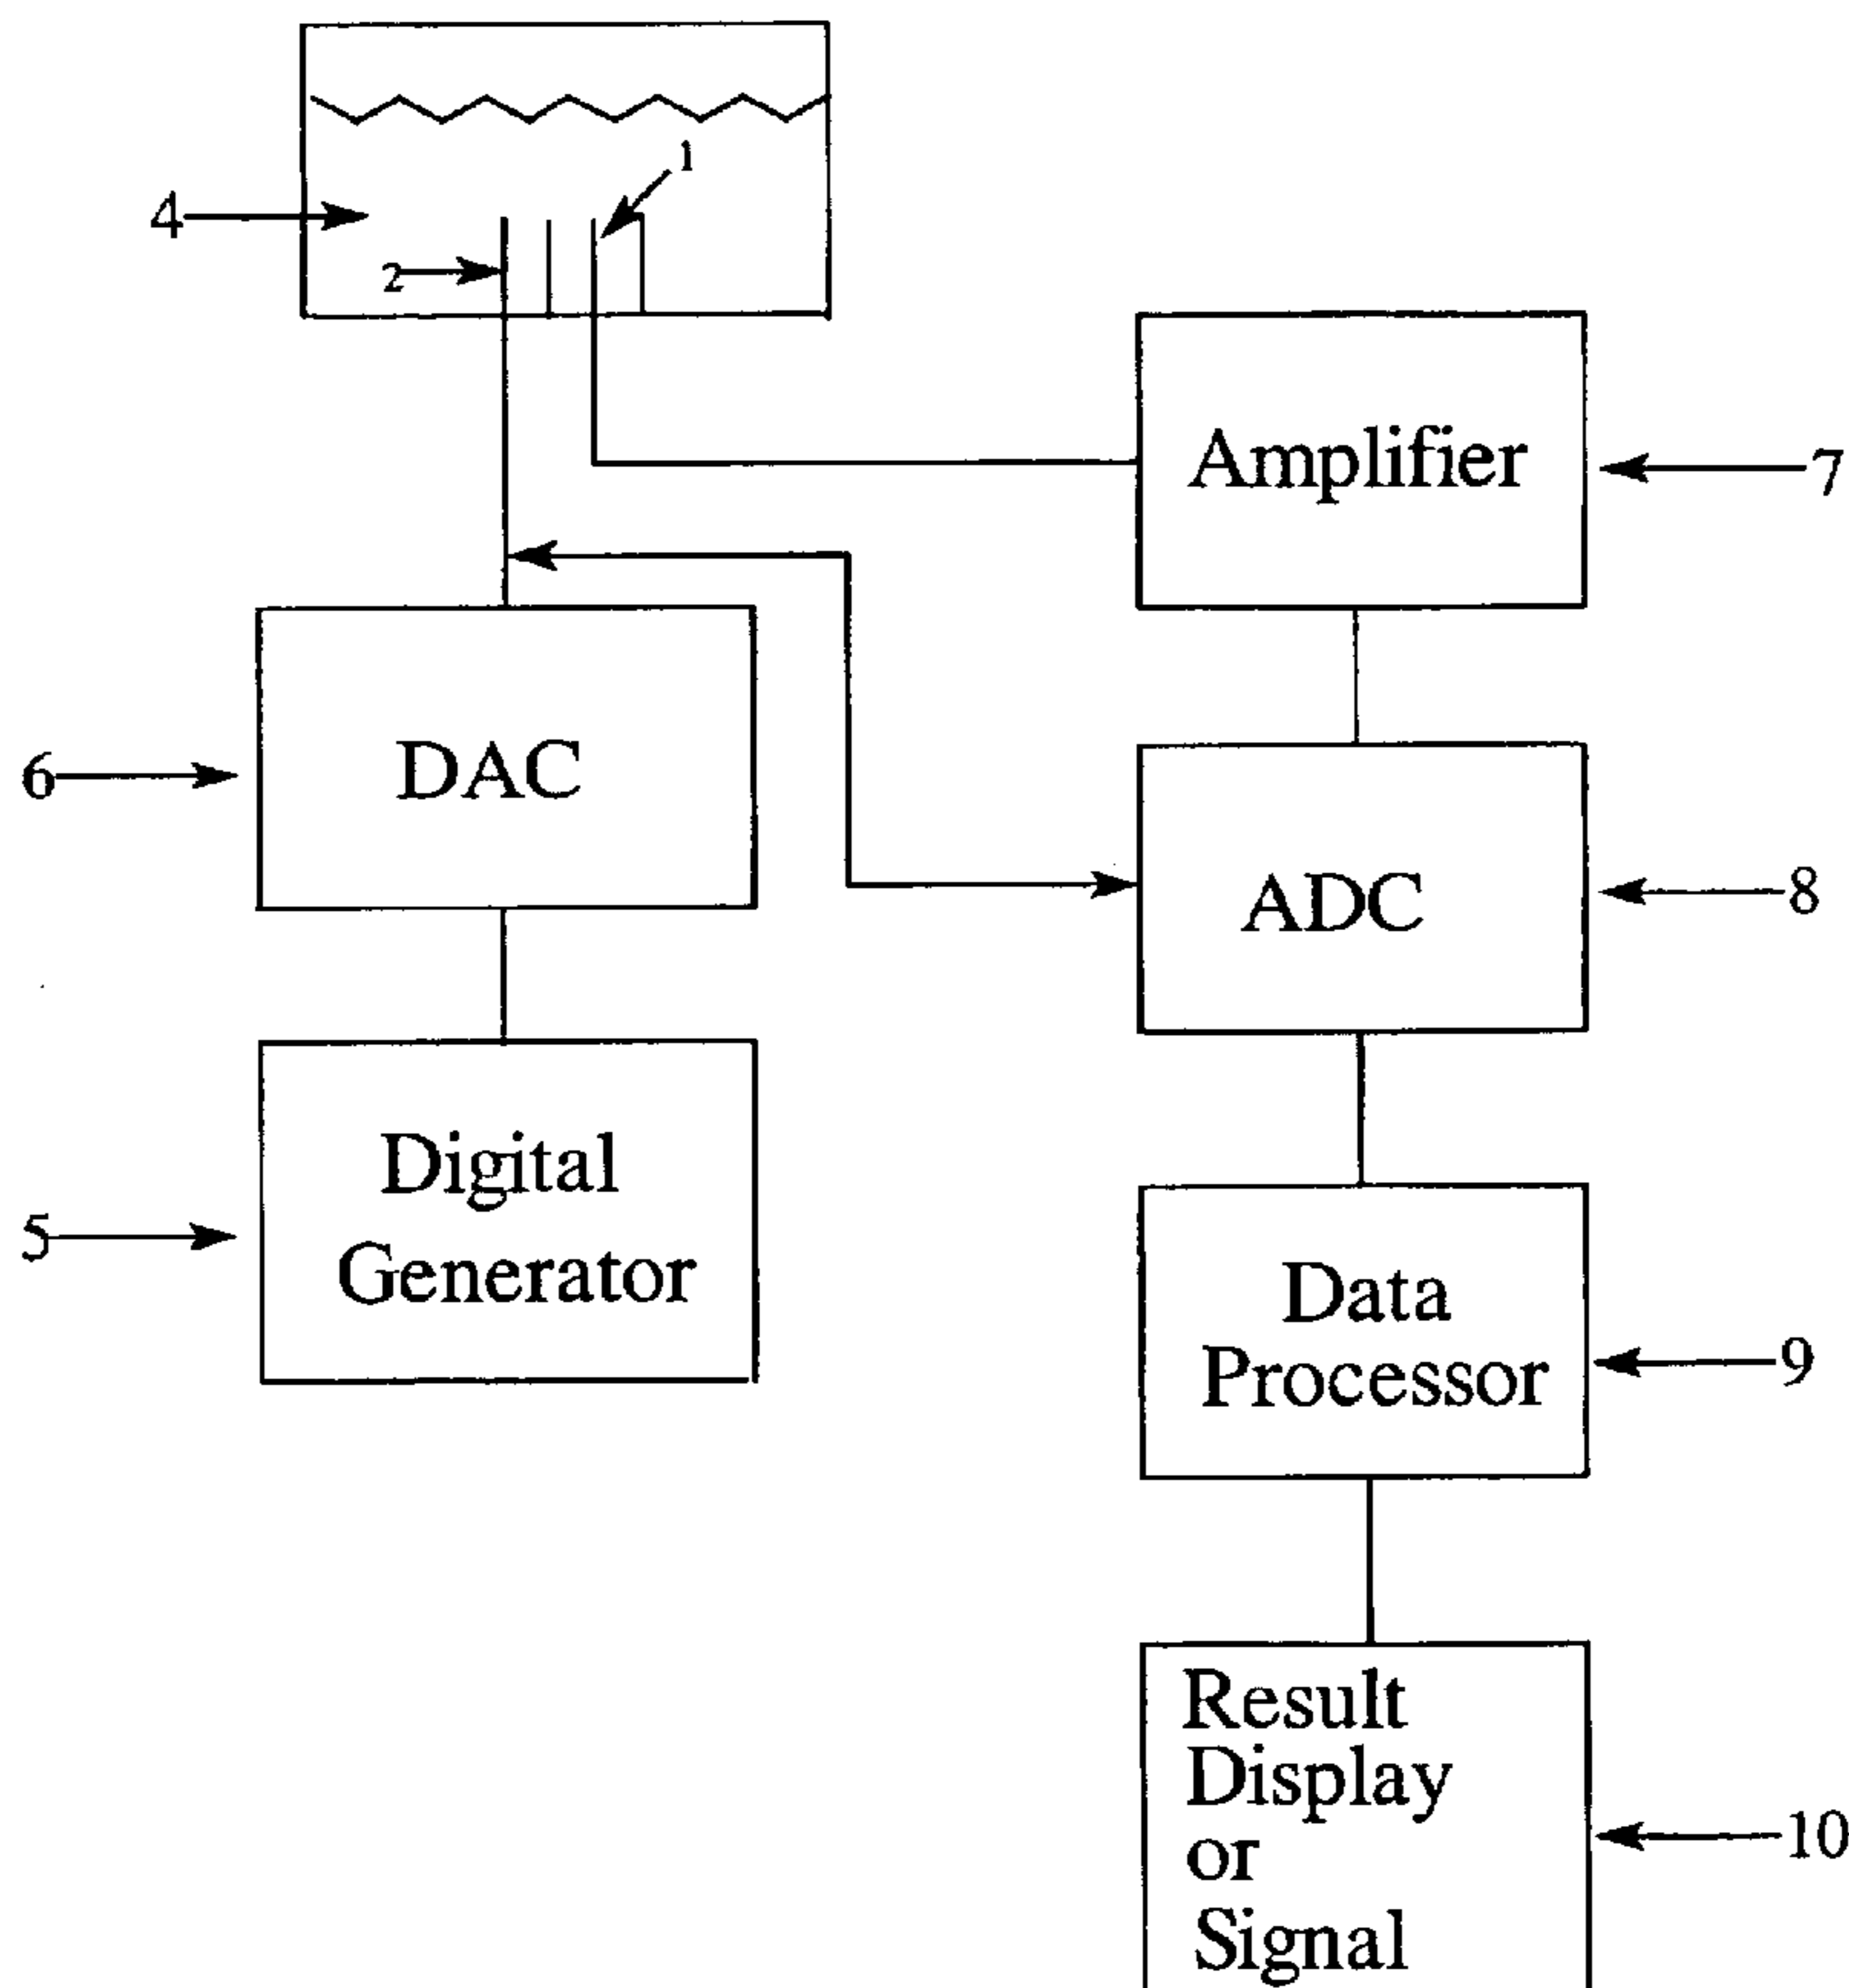 1
4
2
Amplifier
7
DAC
6
ADC
8
Digital
Generator
5
Data
Processor
9
Result
Display
or
Signal
10